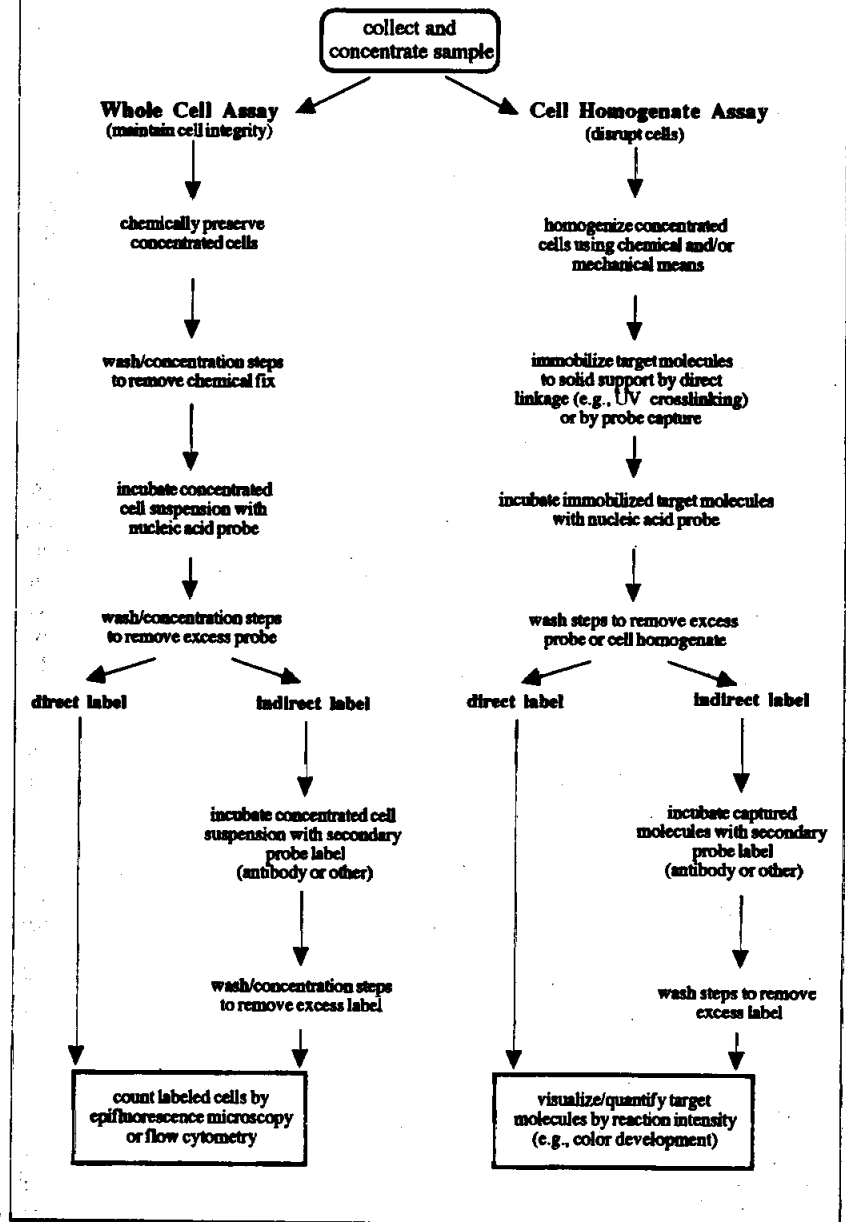 collect and
concentrate sample
Whole Cell Assay
(maintain cell integrity)
chemically preserve
concentrated cells
wash/concentration steps
to remove chemical fix
incubate concentrated
cell suspension with
nucleic acid probe
wash/concentration steps
to remove excess probe
direct label
indirect label
incubate concentrated cell
suspension with secondary
probe label
(antibody or other)
wash/concentration steps
to remove excess label
count labeled cells by
epifluorescence microscopy
or flow cytometry
Cell Homogenate Assay
(disrupt cells)
homogenize concentrated
cells using chemical and/or
mechanical means
immobilize target molecules
to solid support by direct
linkage (e.g., UV crosslinking)
or by probe capture
incubate immobilized target molecules
with nucleic acid probe
wash steps to remove excess
probe or cell homogenate
direct label
indirect label
incubate captured
molecules with secondary
probe label
(antibody or other)
wash steps to remove
excess label
visualize/quantify target
molecules by reaction intensity
(e.g., color development)